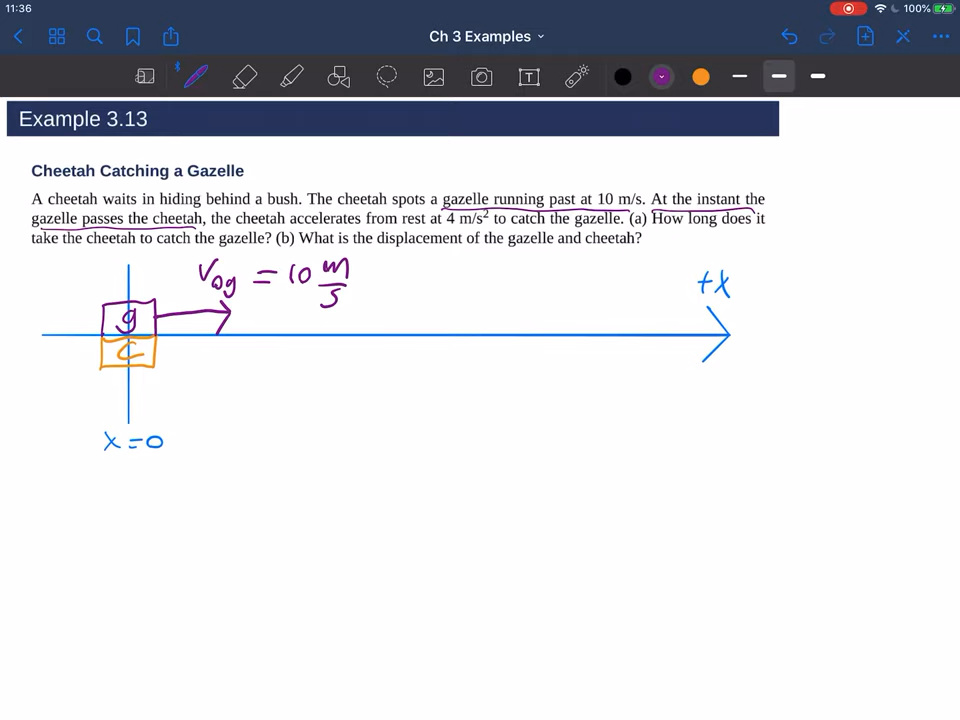 11:36
100%
Ch 3 Examples
T
Example 3.13
Cheetah Catching a Gazelle
A cheetah waits in hiding behind a bush. The cheetah spots a gazelle running past at 10 m/s. At the instant the
gazelle passes the cheetah, the cheetah accelerates from rest at 4 m/s² to catch the gazelle. (a) How long does it
take the cheetah to catch the gazelle? (b) What is the displacement of the gazelle and cheetah?
V₀g = 10 m/s
+x
g
c
x = 0